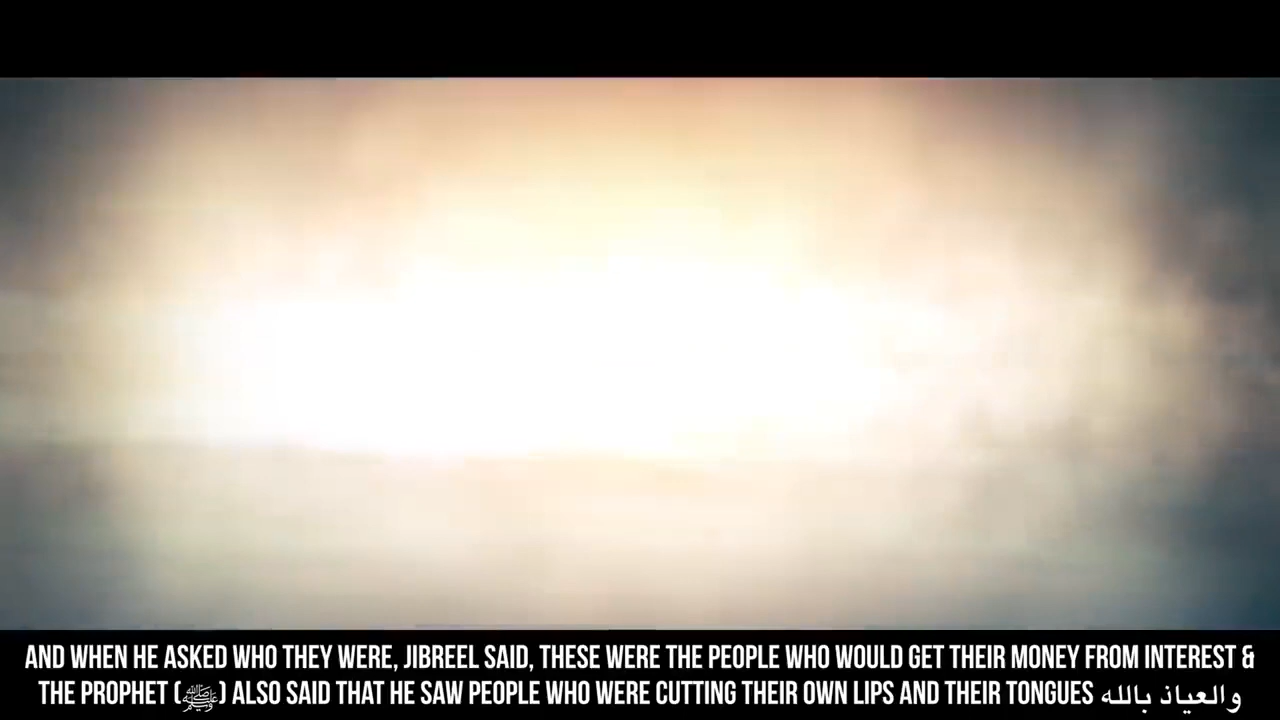 AND WHEN HE ASKED WHO THEY WERE, JIBREEL SAID, THESE WERE THE PEOPLE WHO WOULD GET THEIR MONEY FROM INTEREST &
THE PROPHET (ﷺ) ALSO SAID THAT HE SAW PEOPLE WHO WERE CUTTING THEIR OWN LIPS AND THEIR TONGUES والعياذ بالله